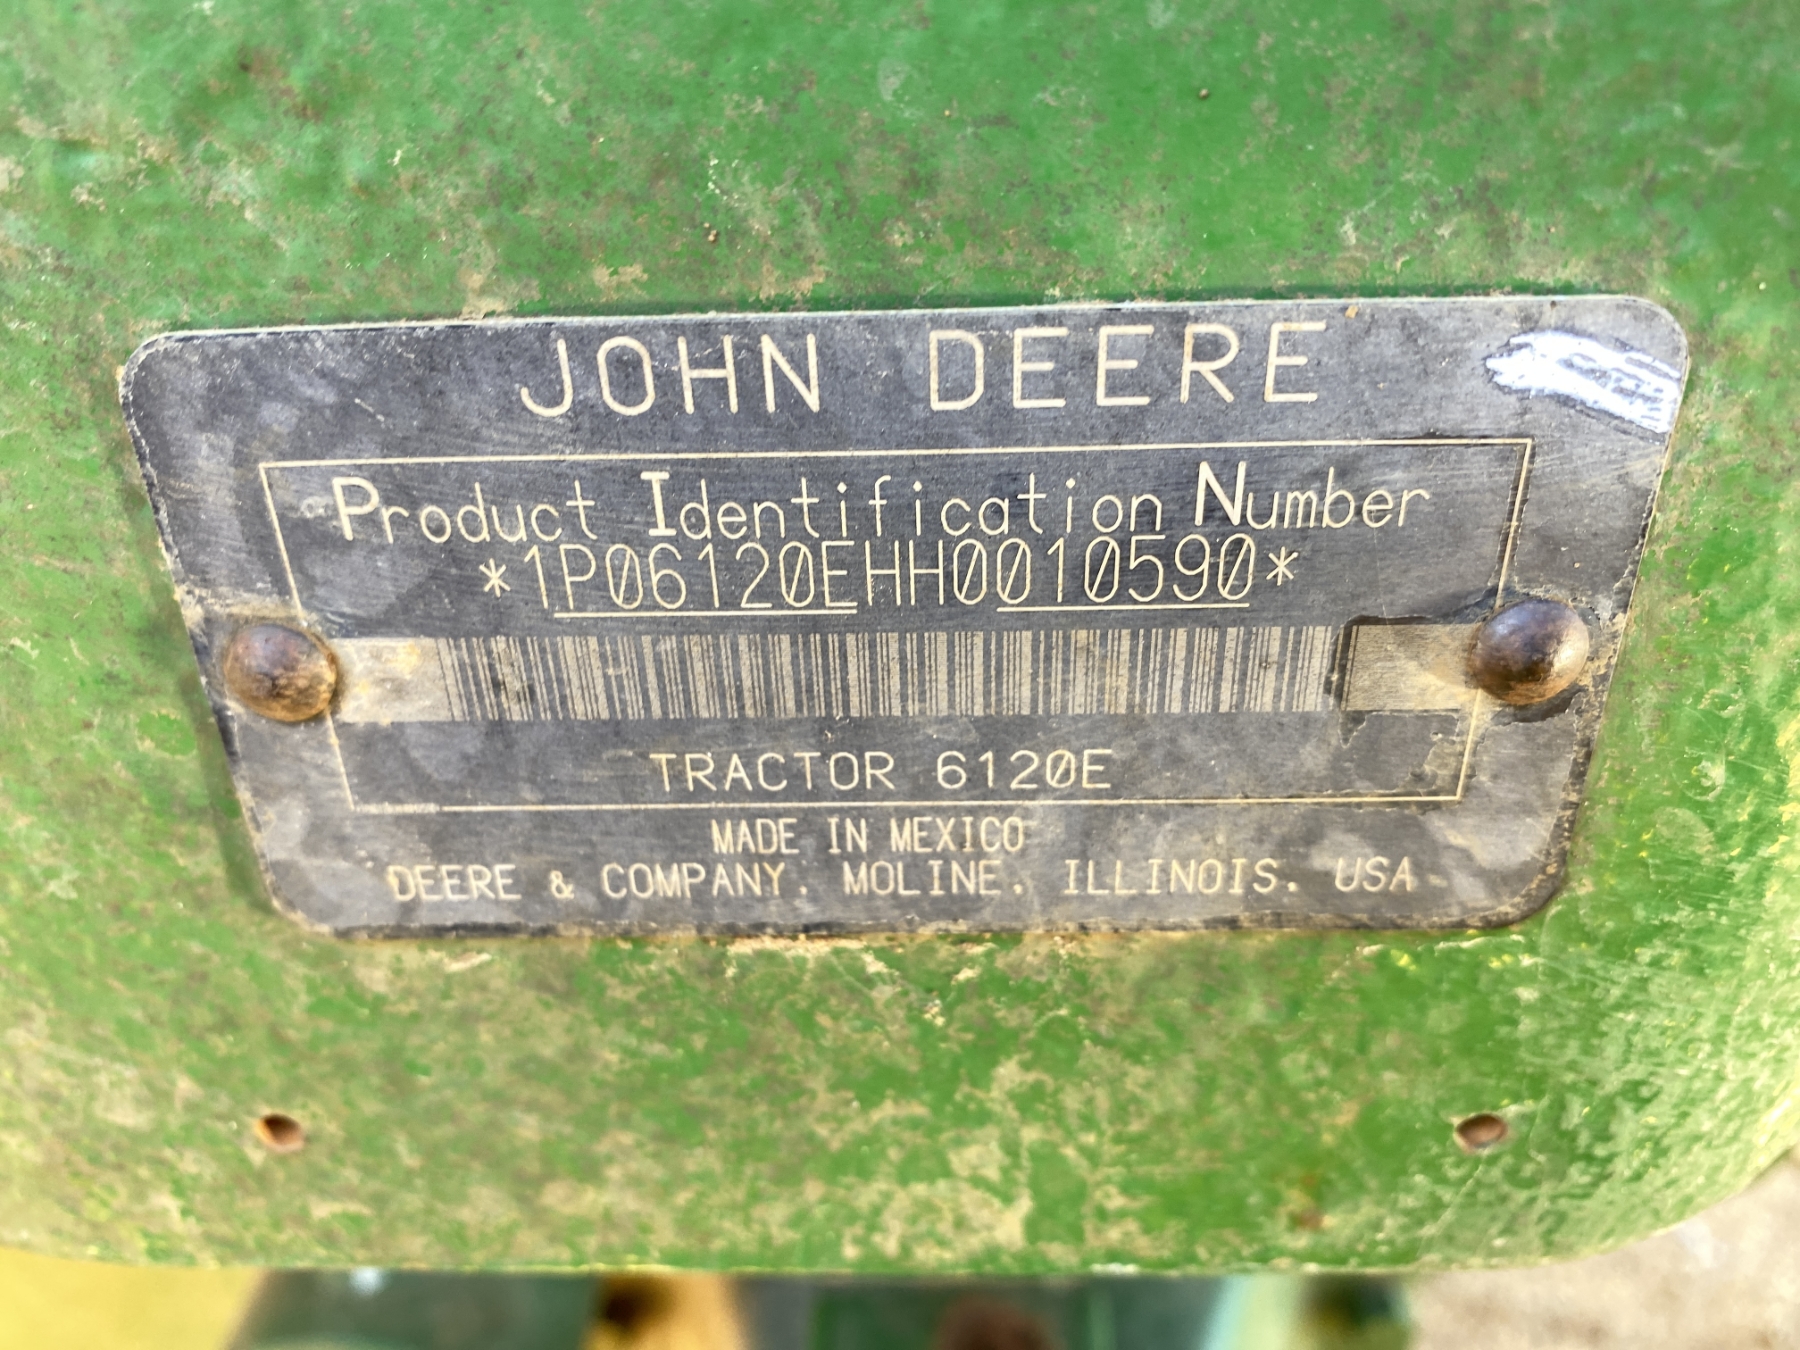 JOHN DEERE
Product Identification Number
*1P06120EHH0010590*
TRACTOR 6120E
MADE IN MEXICO
DEERE & COMPANY. MOLINE. ILLINOIS. USA